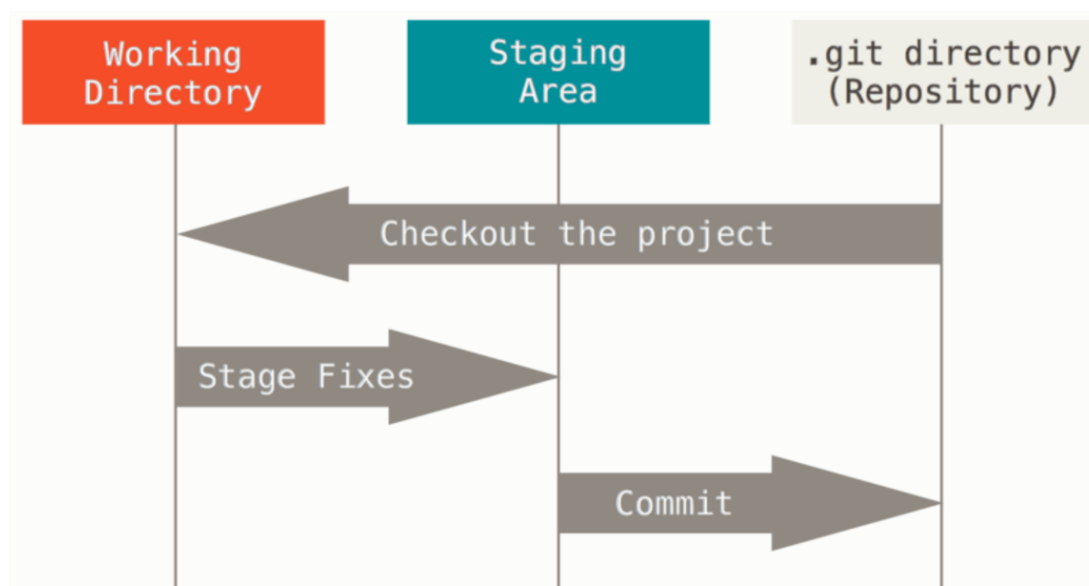 Working
Directory
Staging
Area
.git directory
(Repository)
Checkout the project
Stage Fixes
Commit